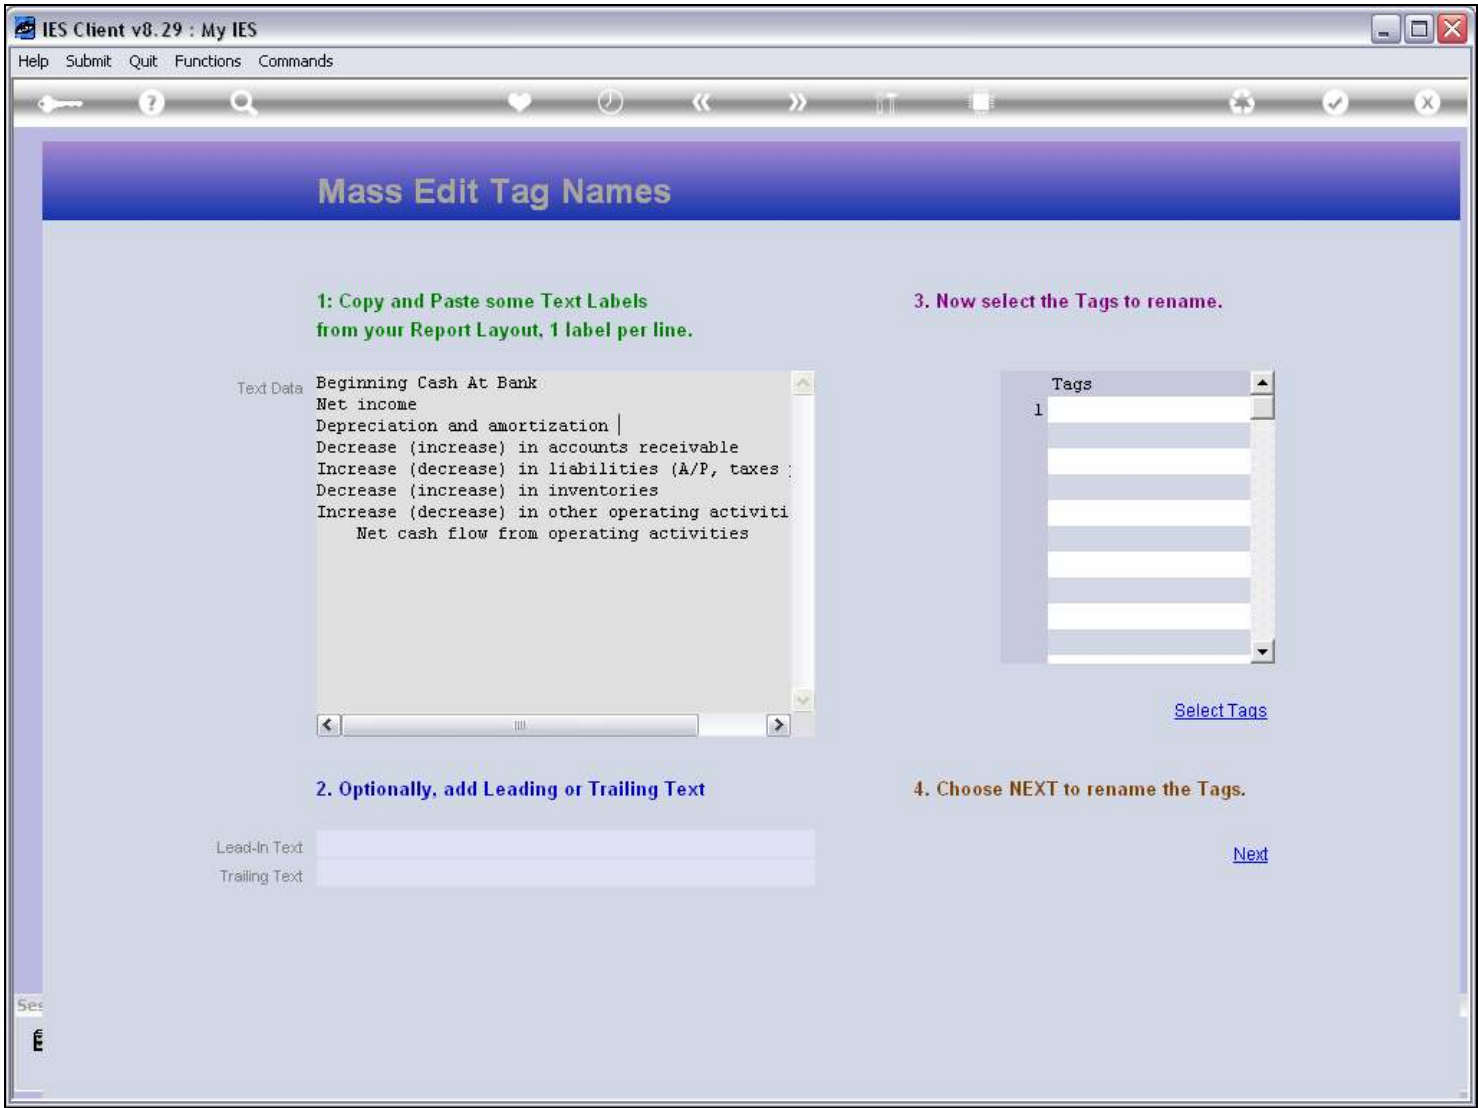 IES Client v8.29 : My IES
Help Submit Quit Functions Commands
Mass Edit Tag Names
1: Copy and Paste some Text Labels
from your Report Layout, 1 label per line.
3. Now select the Tags to rename.
Text Data
Beginning Cash At Bank
Net income
Depreciation and amortization
Decrease (increase) in accounts receivable
Increase (decrease) in liabilities (A/P, taxes
Decrease (increase) in inventories
Increase (decrease) in other operating activiti
Net cash flow from operating activities
Tags
1
Select Tags
2. Optionally, add Leading or Trailing Text
4. Choose NEXT to rename the Tags.
Lead-In Text
Trailing Text
Next
Ses